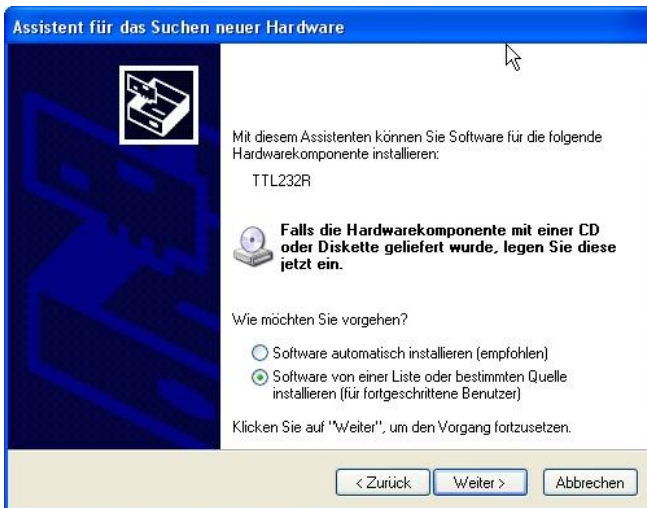 Assistent für das Suchen neuer Hardware
Mit diesem Assistenten können Sie Software für die folgende
Hardwarekomponente installieren:
TTL232R
Falls die Hardwarekomponente mit einer CD
oder Diskette geliefert wurde, legen Sie diese
jetzt ein.
Wie möchten Sie vorgehen?
Software automatisch installieren (empfohlen)
Software von einer Liste oder bestimmten Quelle
installieren (für fortgeschrittene Benutzer)
Klicken Sie auf "Weiter", um den Vorgang fortzusetzen.
< Zurück
Weiter >
Abbrechen